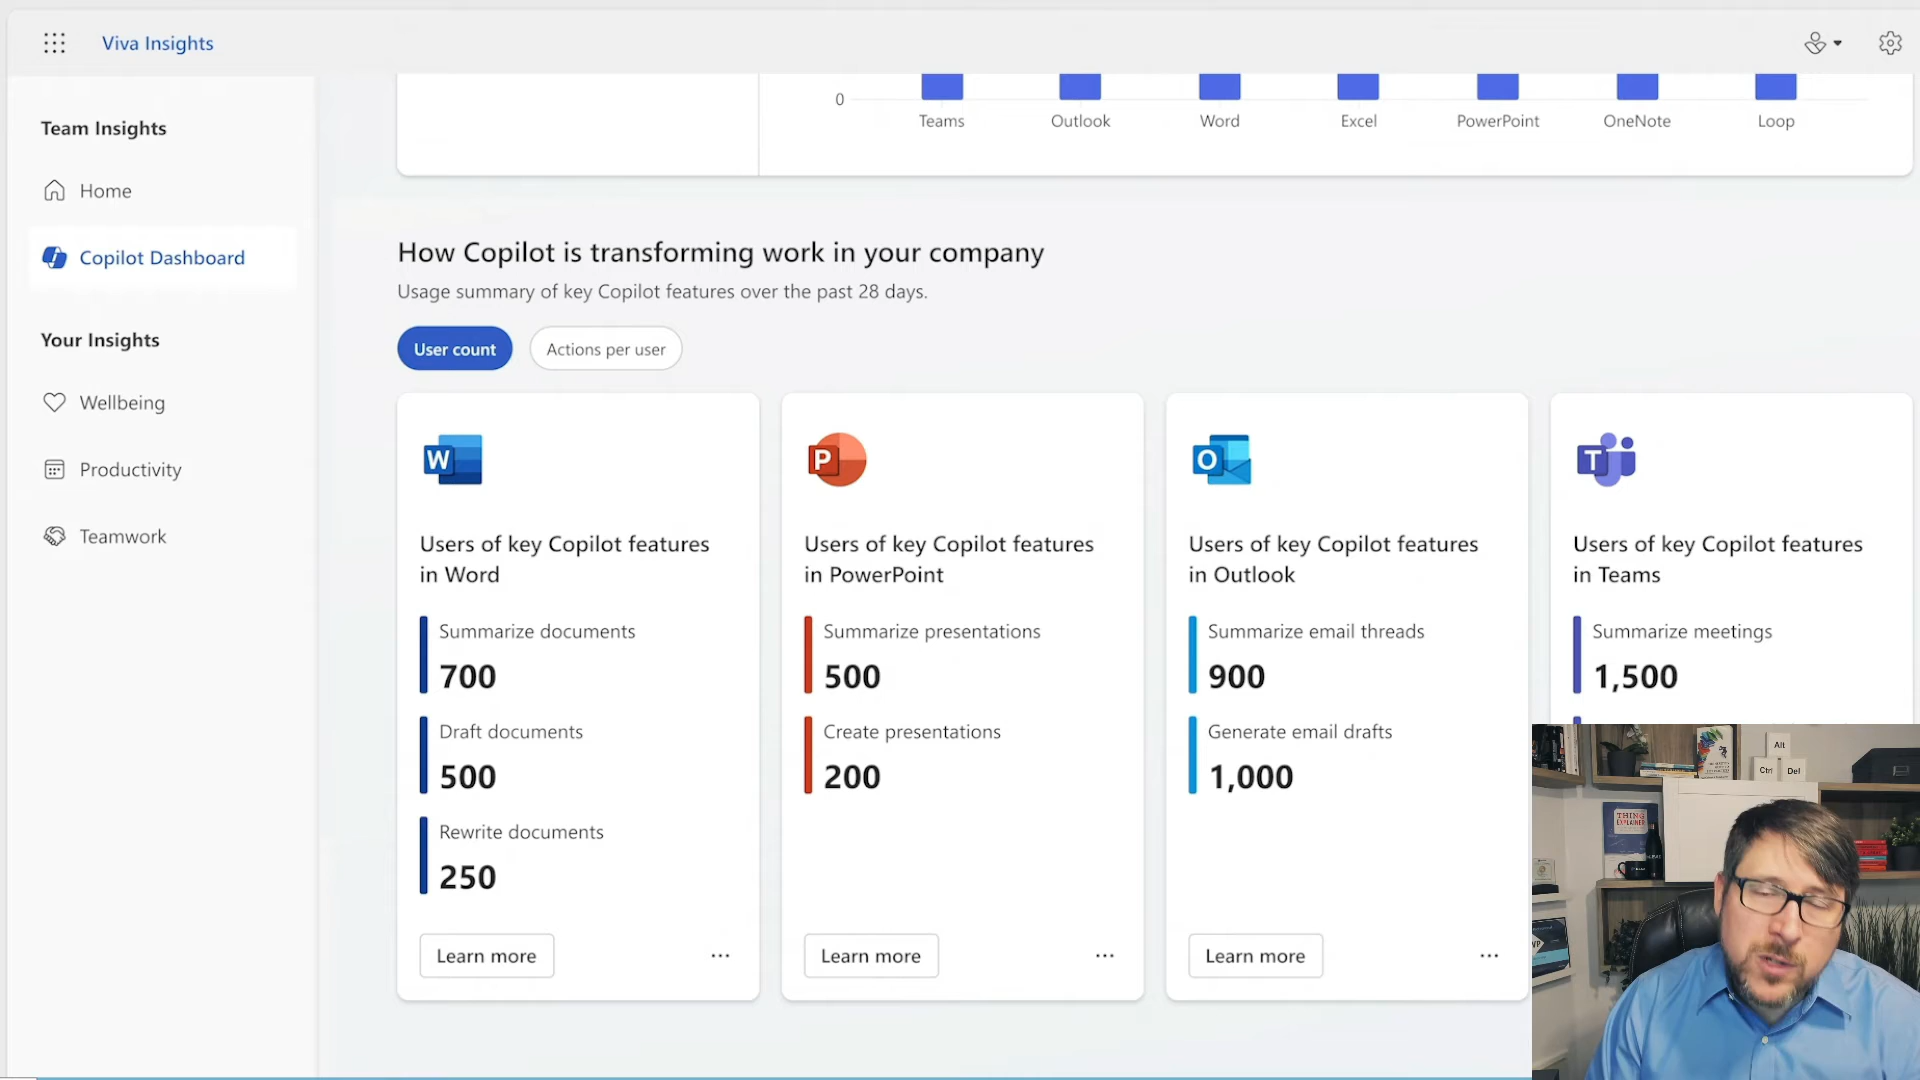 Viva Insights
Team Insights
Home
Copilot Dashboard
Your Insights
Wellbeing
Productivity
Teamwork
0
Teams Outlook Word Excel PowerPoint OneNote Loop
How Copilot is transforming work in your company
Usage summary of key Copilot features over the past 28 days.
User count Actions per user
W
Users of key Copilot features
in Word
Summarize documents
700
Draft documents
500
Rewrite documents
250
Learn more
P
Users of key Copilot features
in PowerPoint
Summarize presentations
500
Create presentations
200
Learn more
O
Users of key Copilot features
in Outlook
Summarize email threads
900
Generate email drafts
1,000
Learn more
T
Users of key Copilot features
in Teams
Summarize meetings
1,500
Alt
Ctrl Del
THING
EXPLAINER